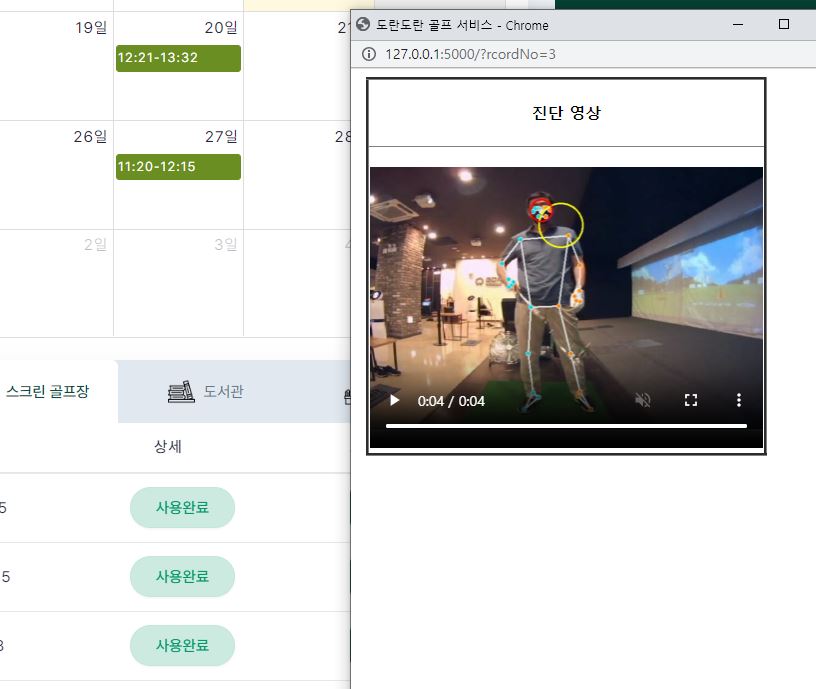 19일
20일
21
12:21-13:32
26일
27일
28
11:20-12:15
2일
3일
4
스크린 골프장
도서관
상세
5
사용완료
5
사용완료
3
사용완료
도란도란 골프 서비스 - Chrome
127.0.0.1:5000/?rcordNo=3
진단 영상
0:04 / 0:04